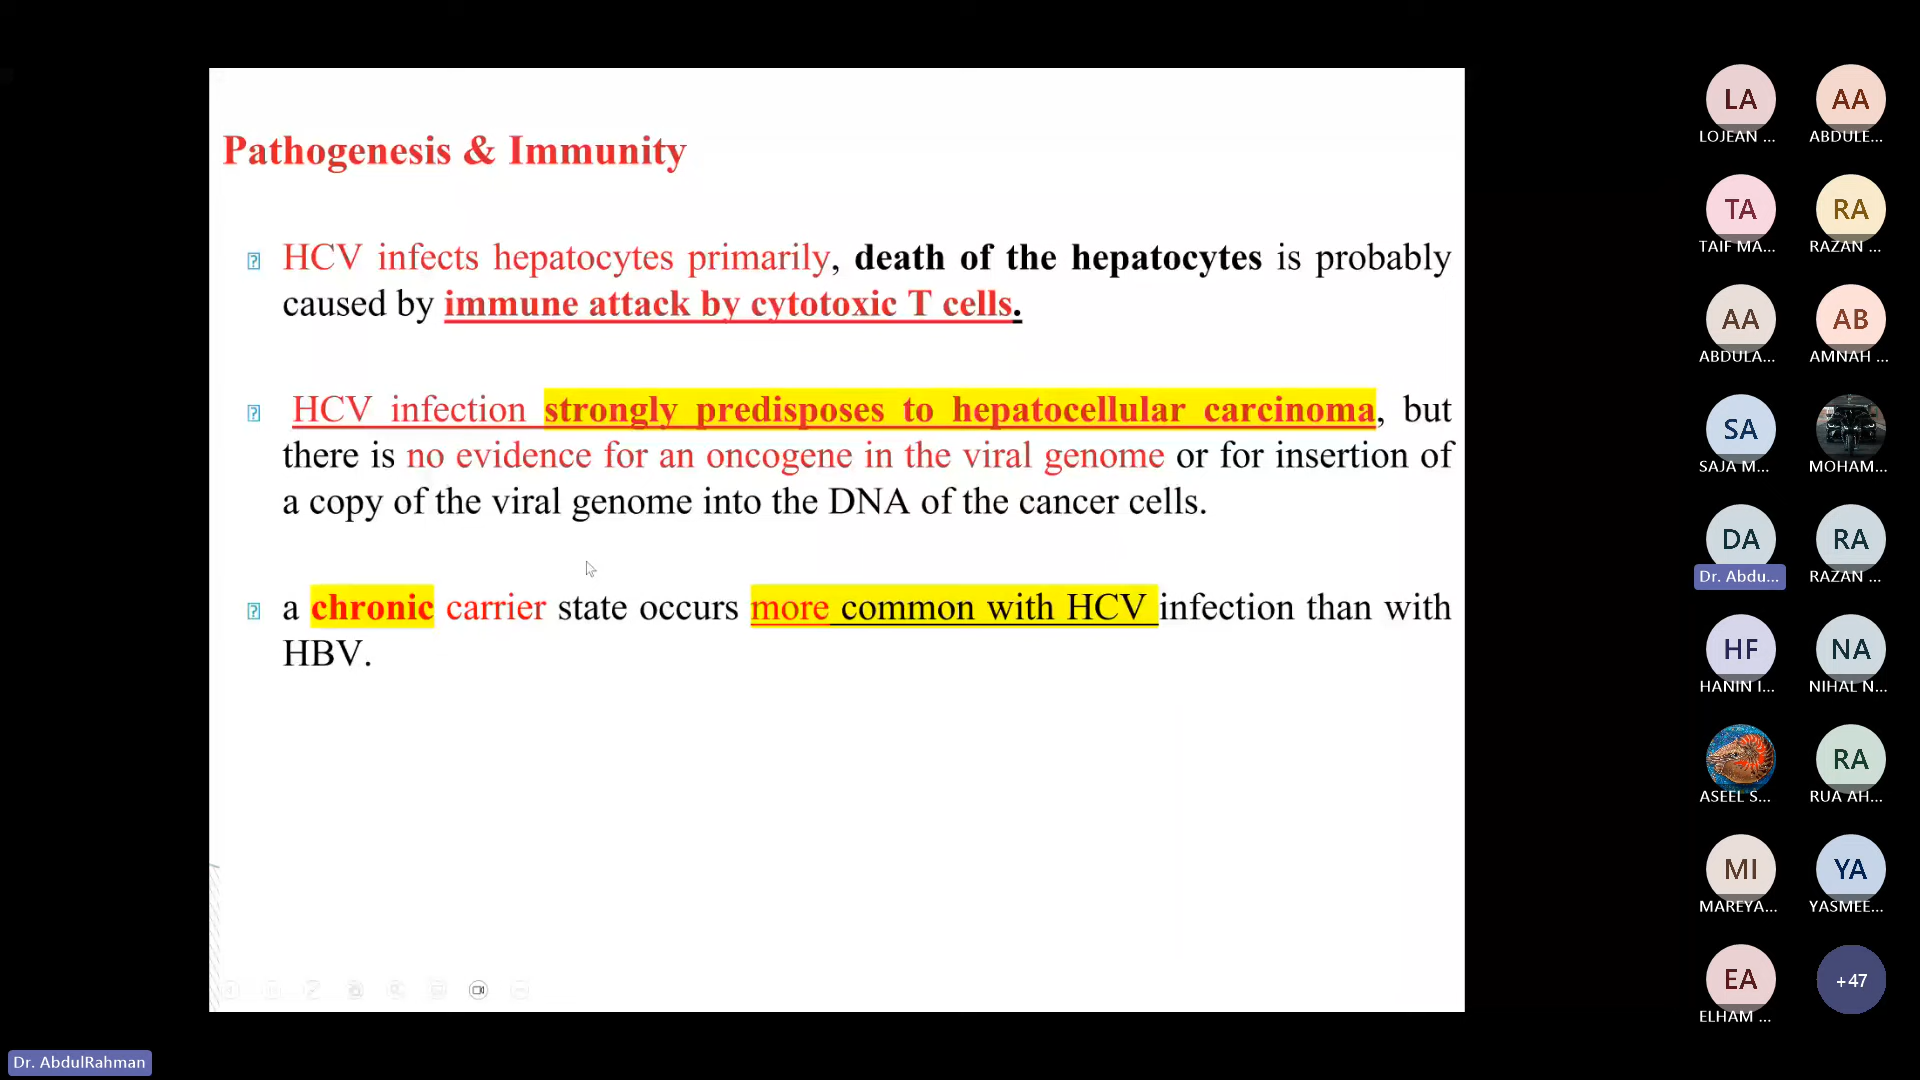 Pathogenesis & Immunity
HCV infects hepatocytes primarily, death of the hepatocytes is probably
caused by immune attack by cytotoxic T cells.
HCV infection strongly predisposes to hepatocellular carcinoma, but
there is no evidence for an oncogene in the viral genome or for insertion of
a copy of the viral genome into the DNA of the cancer cells.
a chronic carrier state occurs more common with HCV infection than with
HBV.
LA
LOJEAN ...
AA
ABDULE...
TA
TAIF MA...
RA
RAZAN ...
AA
ABDULA...
AB
AMNAH ...
SA
SAJA M...
MOHAM...
DA
Dr. Abdu...
RA
RAZAN ...
HF
HANIN I...
NA
NIHAL N...
ASEEL S...
RA
RUA AH...
MI
MAREYA...
YA
YASMEE...
EA
ELHAM ...
+47
Dr. AbdulRahman